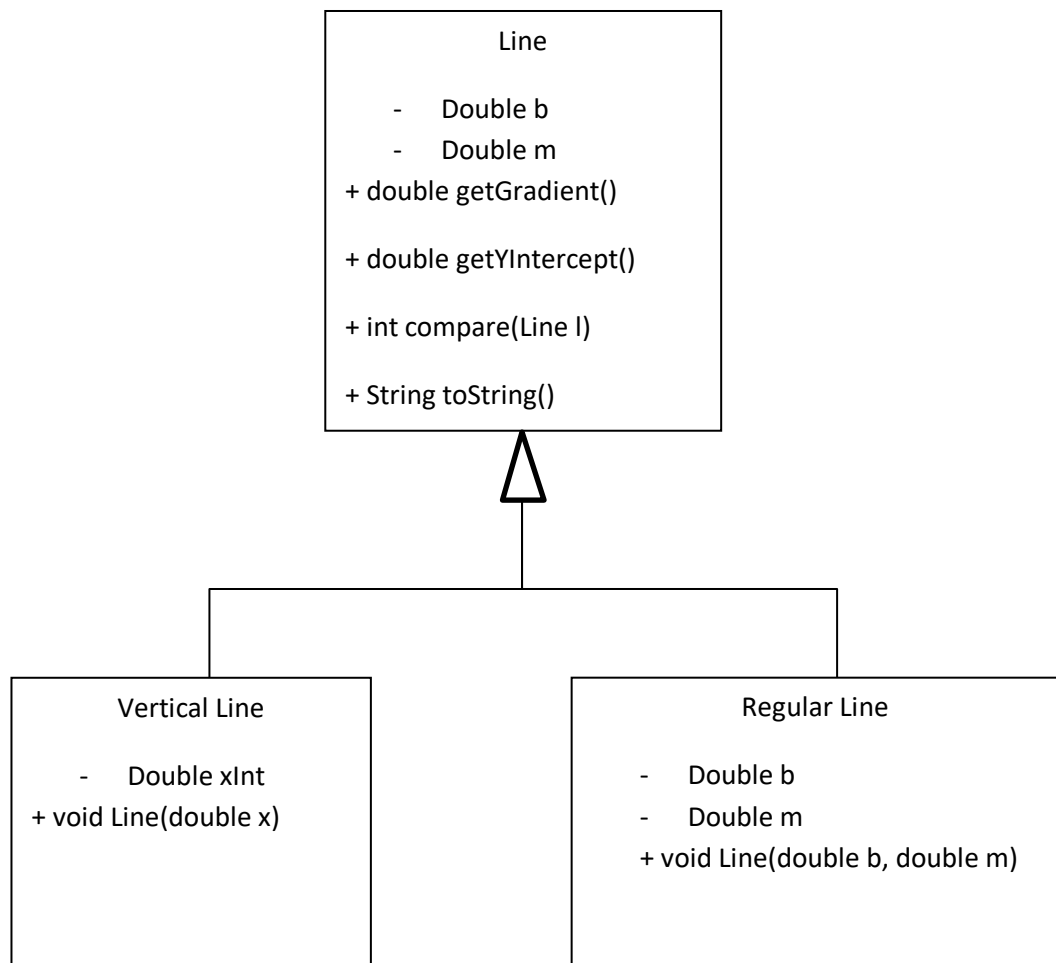 Line
- Double b
- Double m
+ double getGradient()
+ double getYIntercept()
+ int compare(Line l)
+ String toString()
Vertical Line
- Double xInt
+ void Line(double x)
Regular Line
- Double b
- Double m
+ void Line(double b, double m)